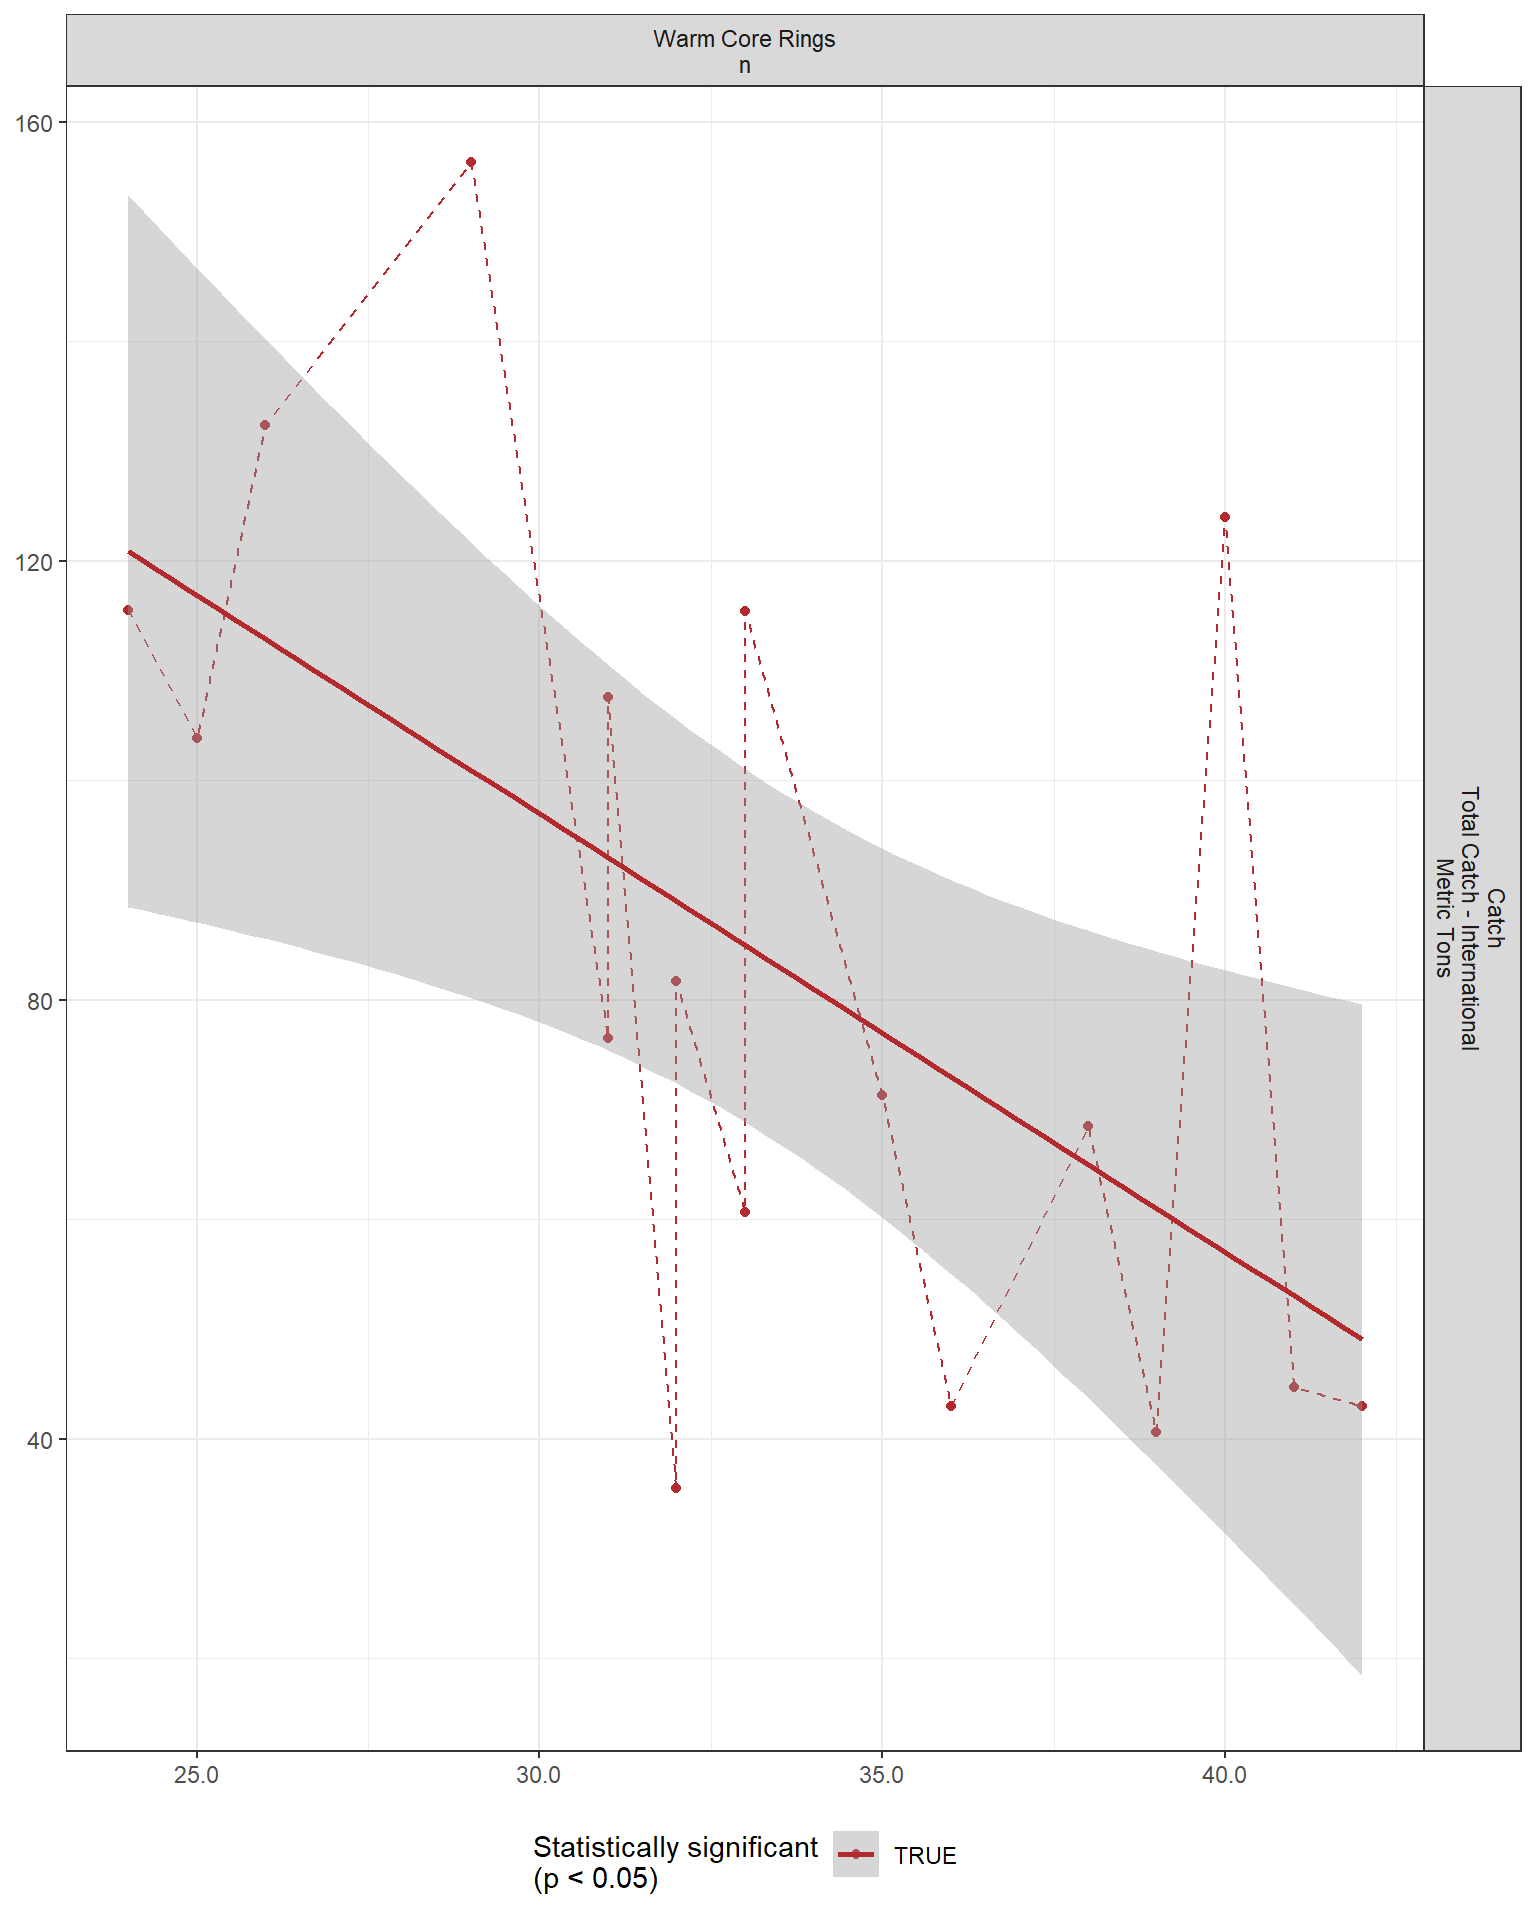 Warm Core Rings
n
160
120
80
40
Catch
Total Catch - International
Metric Tons
25.0
30.0
35.0
40.0
Statistically significant
(p < 0.05)
TRUE